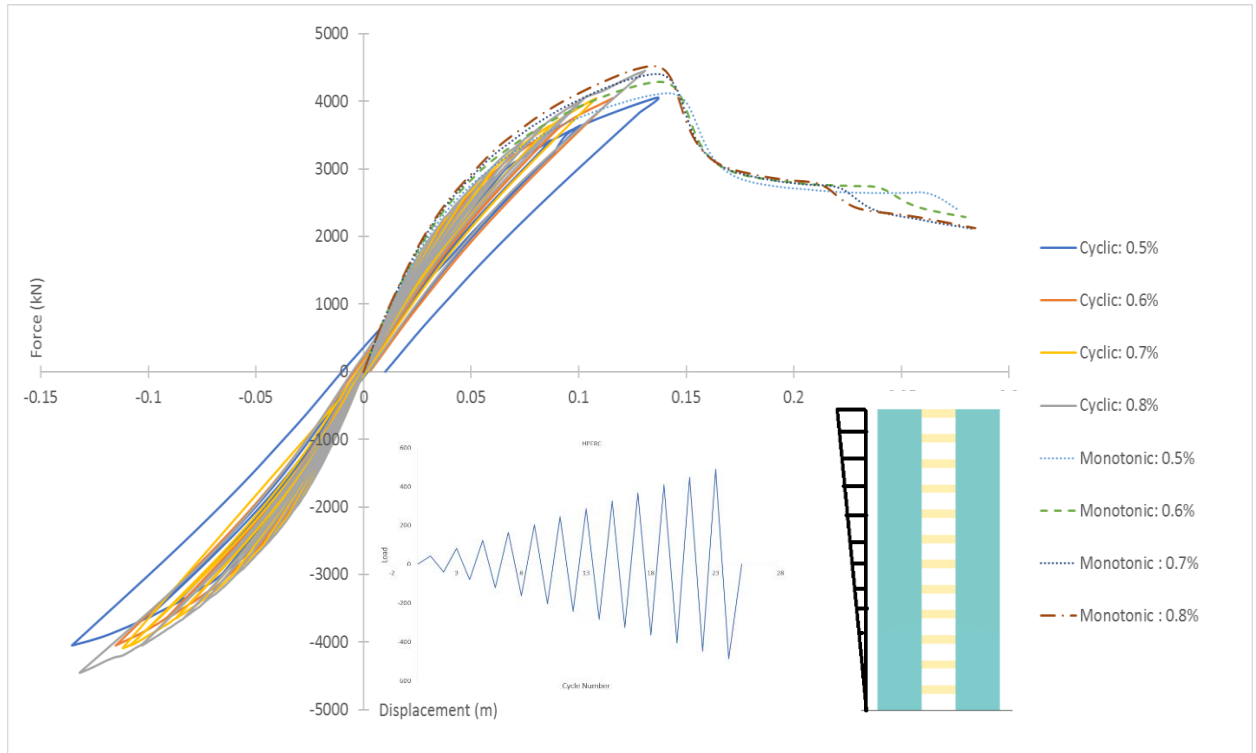 5000
4000
3000
2000
1000
0
-1000
-2000
-3000
-4000
-5000
Force (kN)
-0.15
-0.1
-0.05
0
0.05
0.1
0.15
0.2
Displacement (m)
HPFRC
600
400
200
0
-200
-400
-600
Load
-2
3
8
13
18
23
28
Cycle Number
Cyclic: 0.5%
Cyclic: 0.6%
Cyclic: 0.7%
Cyclic: 0.8%
Monotonic: 0.5%
Monotonic: 0.6%
Monotonic : 0.7%
Monotonic : 0.8%